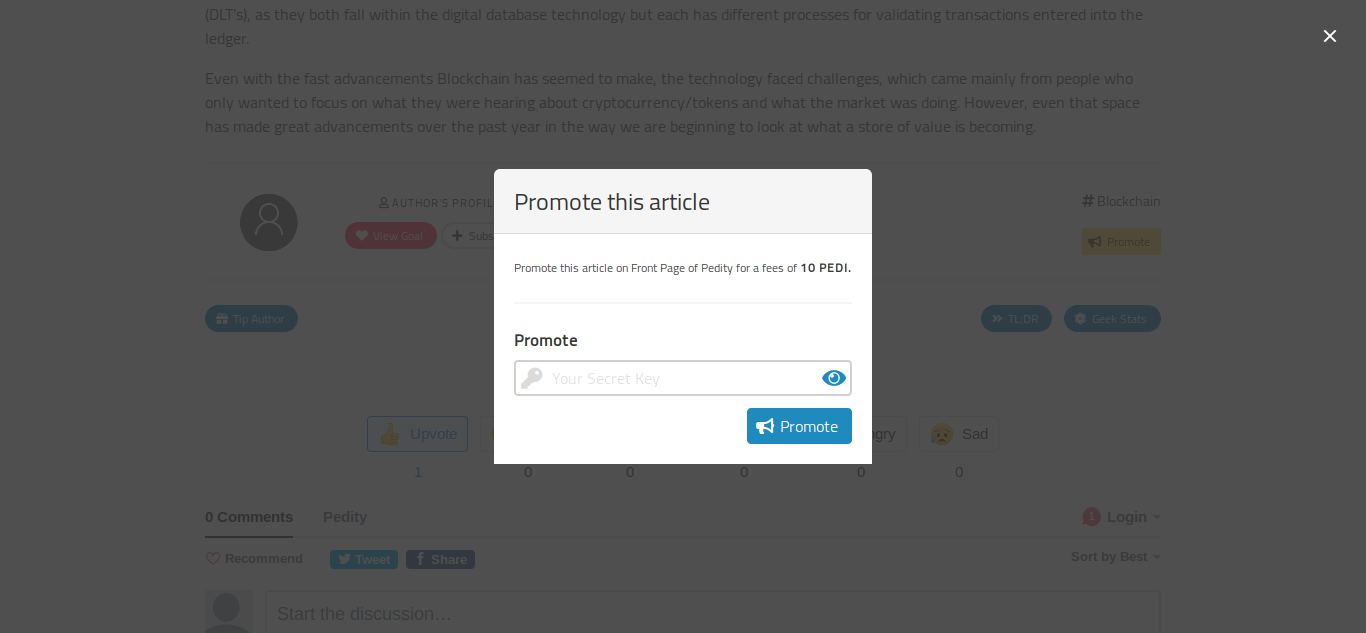 (DLT's), as they both fall within the digital database technology but each has different processes for validating transactions entered into the
ledger.
Even with the fast advancements Blockchain has seemed to make, the technology faced challenges, which came mainly from people who
only wanted to focus on what they were hearing about cryptocurrency/tokens and what the market was doing. However, even that space
has made great advancements over the past year in the way we are beginning to look at what a store of value is becoming.
Promote this article
AUTHOR'S PROFIL
# Blockchain
View Goal
Subs
Promote
Promote this article on Front Page of Pedity for a fees of 10 PEDI.
Tip Author
TL;DR
Geek Stats
Promote
Your Secret Key
Promote
Upvote
ngry
Sad
1
0
0
0
0
0
0 Comments
Pedity
1
Login
Recommend
Tweet
Share
Sort by Best
Start the discussion...